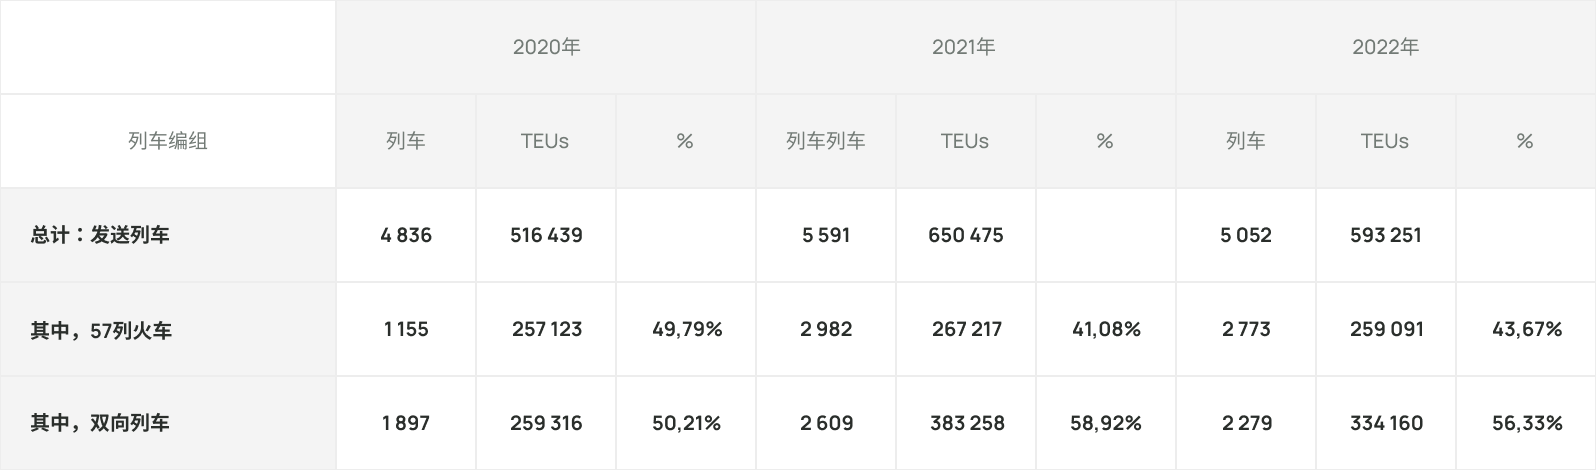 2020年 2021年 2022年
列车编组 列车 TEUs % 列车列车 TEUs % 列车 TEUs %
总计：发送列车 4 836 516 439 5 591 650 475 5 052 593 251
其中，57列火车 1 155 257 123 49,79% 2 982 267 217 41,08% 2 773 259 091 43,67%
其中，双向列车 1 897 259 316 50,21% 2 609 383 258 58,92% 2 279 334 160 56,33%